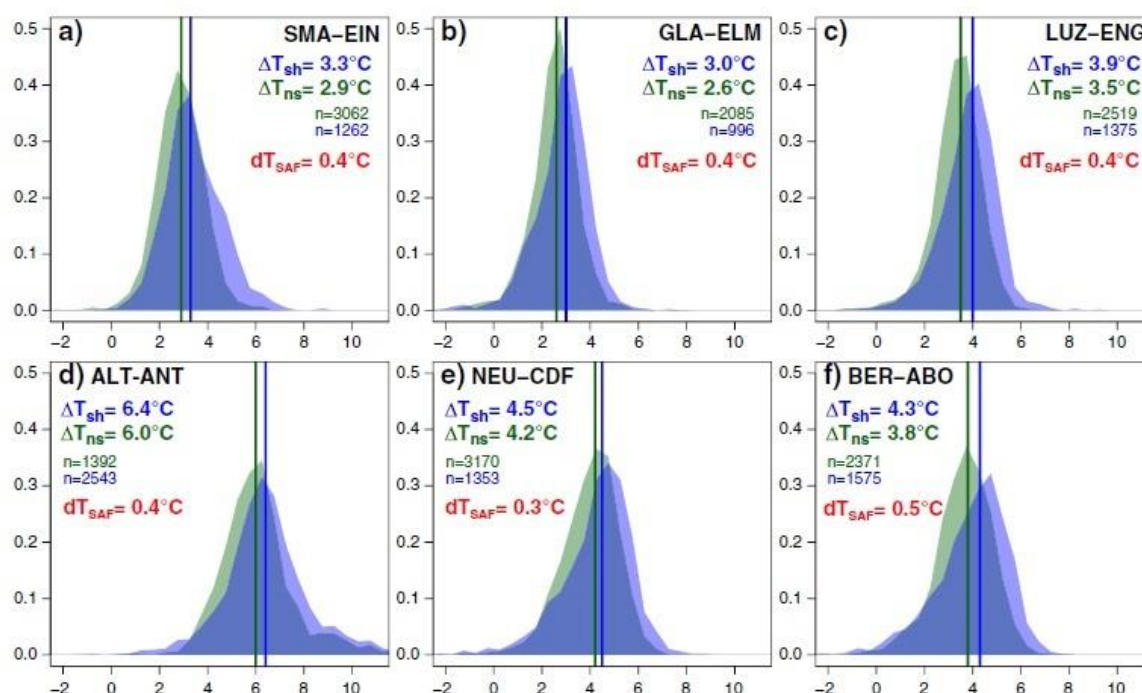 a) SMA-EIN
ΔTsh= 3.3°C
ΔTns= 2.9°C
n=3062
n=1262
dTSAF= 0.4°C
0.5
0.4
0.3
0.2
0.1
0.0
−2 0 2 4 6 8 10
b) GLA-ELM
ΔTsh= 3.0°C
ΔTns= 2.6°C
n=2085
n=996
dTSAF= 0.4°C
0.5
0.4
0.3
0.2
0.1
0.0
−2 0 2 4 6 8 10
c) LUZ-ENG
ΔTsh= 3.9°C
ΔTns= 3.5°C
n=2519
n=1375
dTSAF= 0.4°C
0.5
0.4
0.3
0.2
0.1
0.0
−2 0 2 4 6 8 10
d) ALT-ANT
ΔTsh= 6.4°C
ΔTns= 6.0°C
n=1392
n=2543
dTSAF= 0.4°C
0.5
0.4
0.3
0.2
0.1
0.0
−2 0 2 4 6 8 10
e) NEU-CDF
ΔTsh= 4.5°C
ΔTns= 4.2°C
n=3170
n=1353
dTSAF= 0.3°C
0.5
0.4
0.3
0.2
0.1
0.0
−2 0 2 4 6 8 10
f) BER-ABO
ΔTsh= 4.3°C
ΔTns= 3.8°C
n=2371
n=1575
dTSAF= 0.5°C
0.5
0.4
0.3
0.2
0.1
0.0
−2 0 2 4 6 8 10